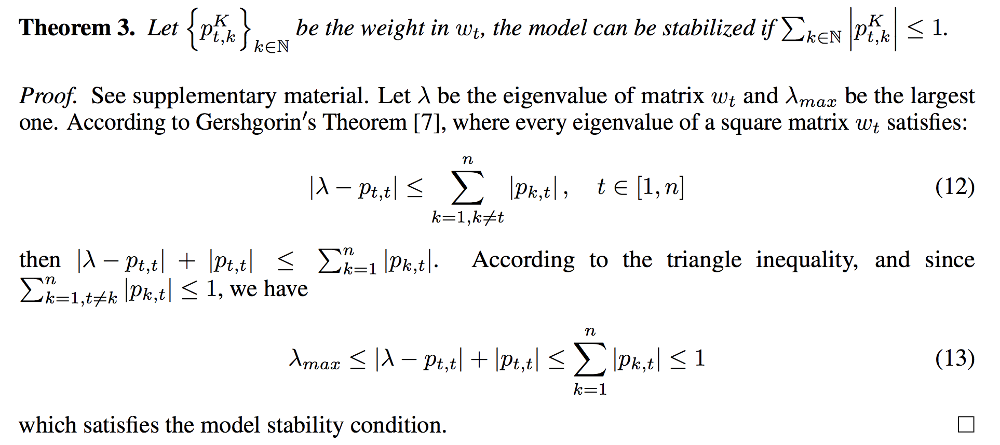 Theorem 3. Let $\left\{p_{t,k}^{K}\right\}_{k\in\mathbb{N}}$ be the weight in $w_t$, the model can be stabilized if $\sum_{k\in\mathbb{N}}\left|p_{t,k}^{K}\right| \leq 1$.
Proof. See supplementary material. Let $\lambda$ be the eigenvalue of matrix $w_t$ and $\lambda_{max}$ be the largest
one. According to Gershgorin′s Theorem [7], where every eigenvalue of a square matrix $w_t$ satisfies:
$|\lambda - p_{t,t}| \leq \sum_{k=1,k\neq t}^{n} |p_{k,t}|, \quad t \in [1, n]$ (12)
then $|\lambda - p_{t,t}| + |p_{t,t}| \leq \sum_{k=1}^{n} |p_{k,t}|$. According to the triangle inequality, and since
$\sum_{k=1,t\neq k}^{n} |p_{k,t}| \leq 1$, we have
$\lambda_{max} \leq |\lambda - p_{t,t}| + |p_{t,t}| \leq \sum_{k=1}^{n} |p_{k,t}| \leq 1$ (13)
which satisfies the model stability condition. □